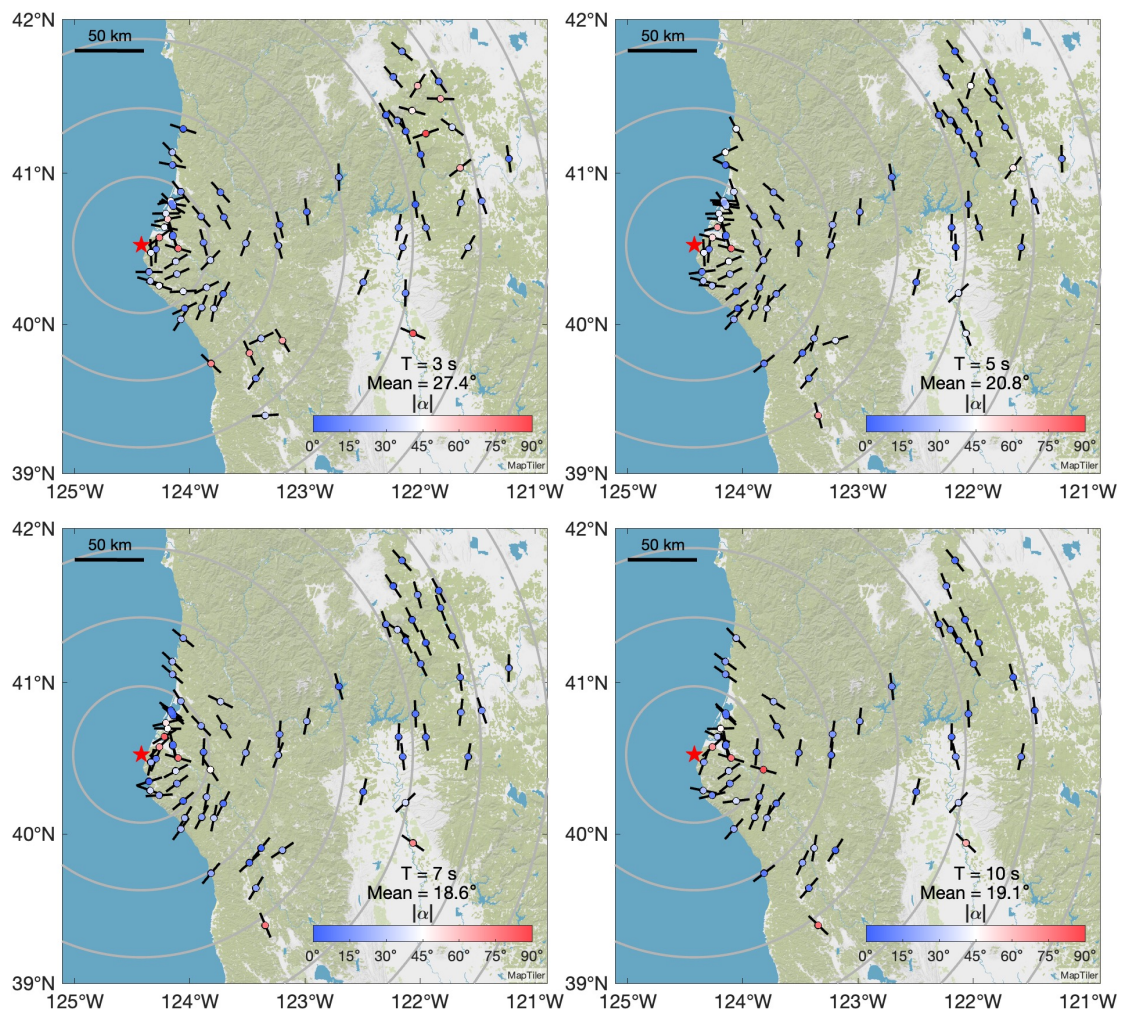 42°N
50 km
41°N
40°N
39°N
T = 3 s
Mean = 27.4°
|α|
0° 15° 30° 45° 60° 75° 90°
MapTiler
125°W 124°W 123°W 122°W 121°W
42°N
50 km
41°N
40°N
39°N
T = 5 s
Mean = 20.8°
|α|
0° 15° 30° 45° 60° 75° 90°
MapTiler
125°W 124°W 123°W 122°W 121°W
42°N
50 km
41°N
40°N
39°N
T = 7 s
Mean = 18.6°
|α|
0° 15° 30° 45° 60° 75° 90°
MapTiler
125°W 124°W 123°W 122°W 121°W
42°N
50 km
41°N
40°N
39°N
T = 10 s
Mean = 19.1°
|α|
0° 15° 30° 45° 60° 75° 90°
MapTiler
125°W 124°W 123°W 122°W 121°W